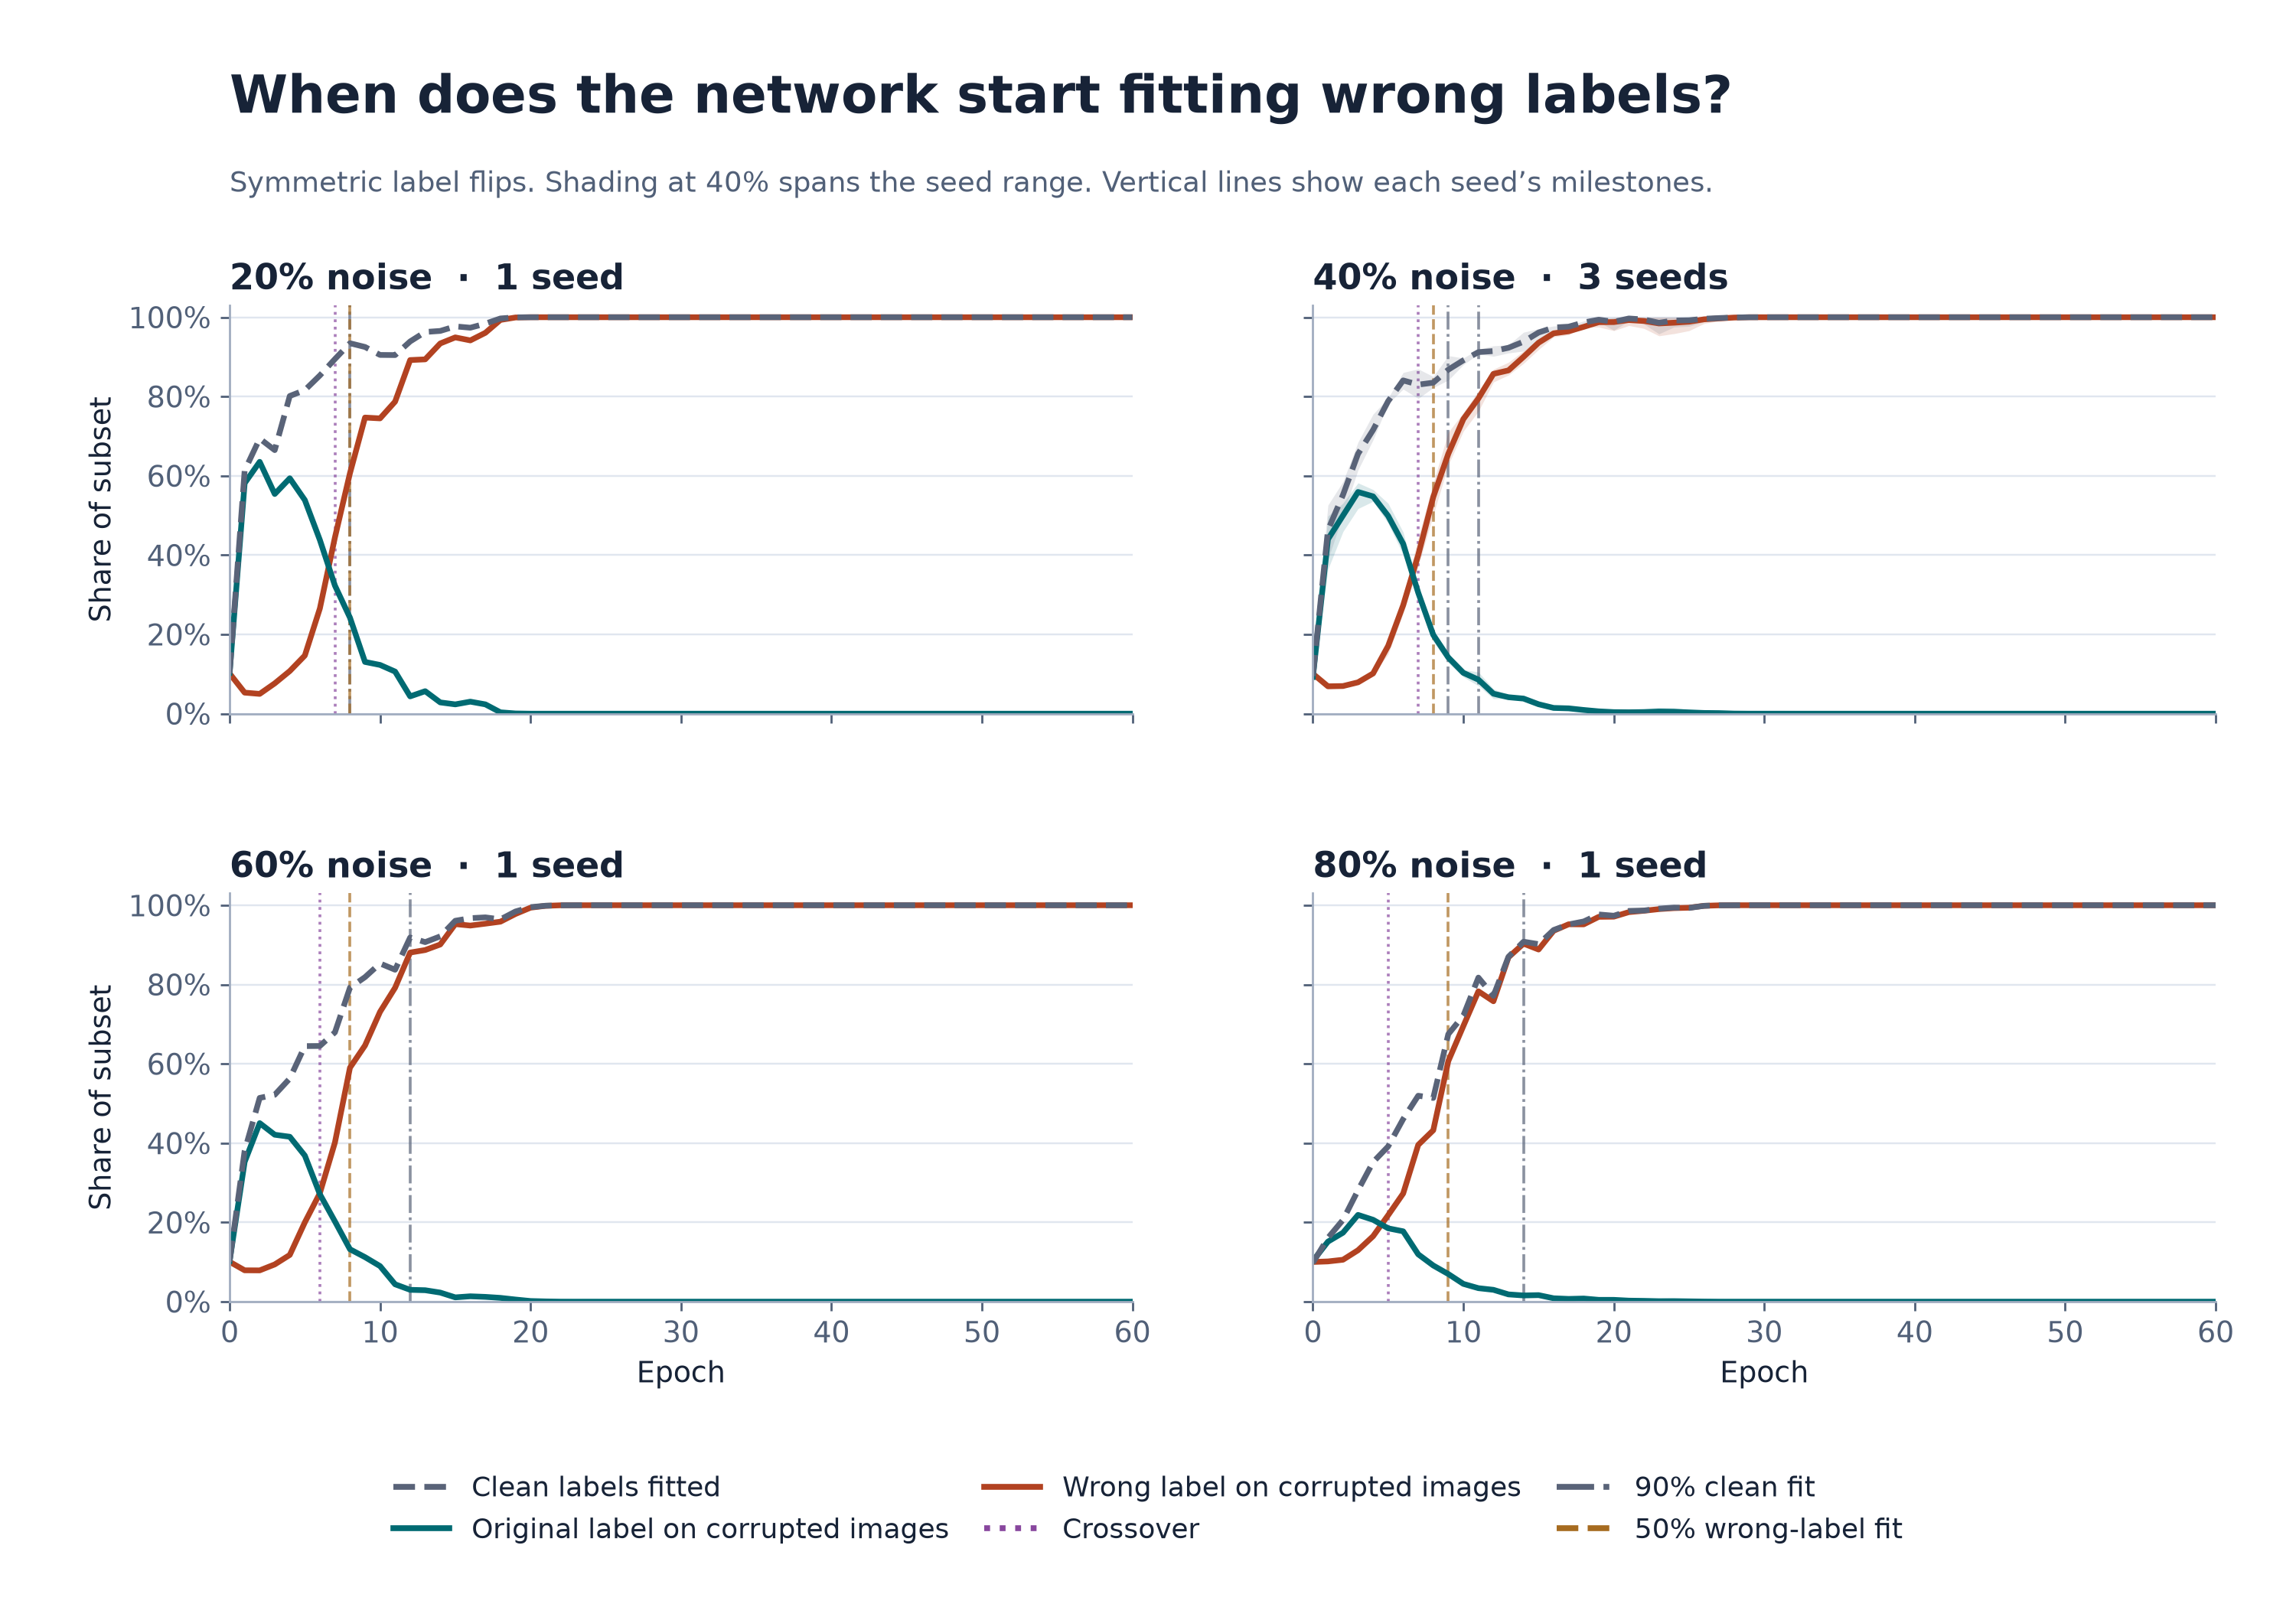 When does the network start fitting wrong labels?
Symmetric label flips. Shading at 40% spans the seed range. Vertical lines show each seed’s milestones.
20% noise · 1 seed
100%
80%
60%
40%
20%
0%
Share of subset
40% noise · 3 seeds
60% noise · 1 seed
100%
80%
60%
40%
20%
0%
Share of subset
0 10 20 30 40 50 60
Epoch
80% noise · 1 seed
0 10 20 30 40 50 60
Epoch
Clean labels fitted
Original label on corrupted images
Wrong label on corrupted images
Crossover
90% clean fit
50% wrong-label fit